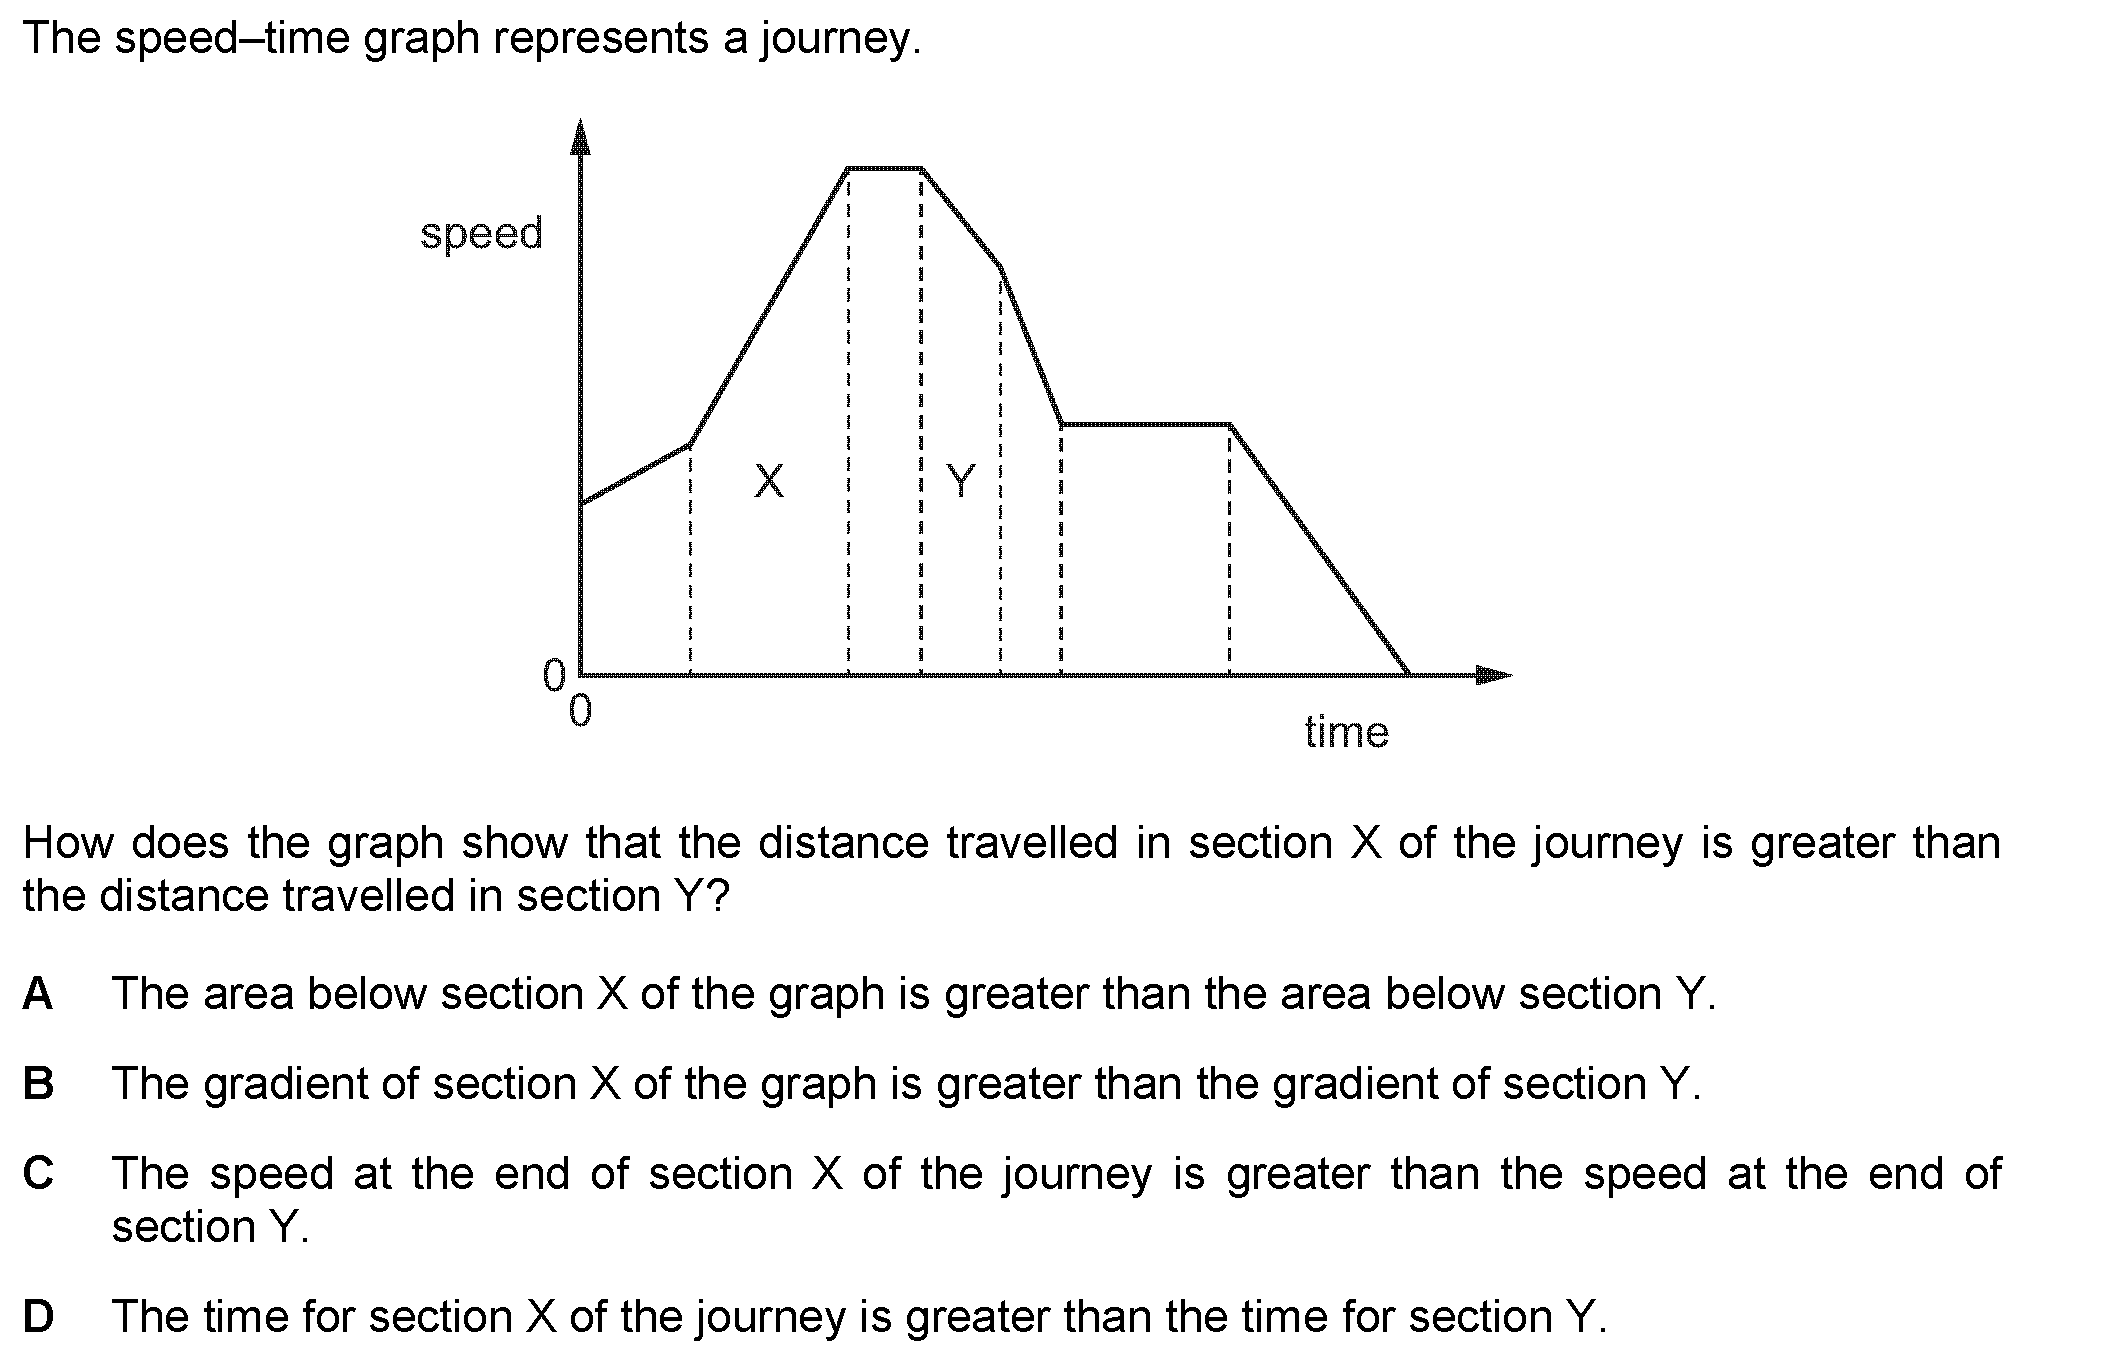 The speed–time graph represents a journey.
speed
X
Y
0
0
time
How does the graph show that the distance travelled in section X of the journey is greater than
the distance travelled in section Y?
A The area below section X of the graph is greater than the area below section Y.
B The gradient of section X of the graph is greater than the gradient of section Y.
C The speed at the end of section X of the journey is greater than the speed at the end of
section Y.
D The time for section X of the journey is greater than the time for section Y.